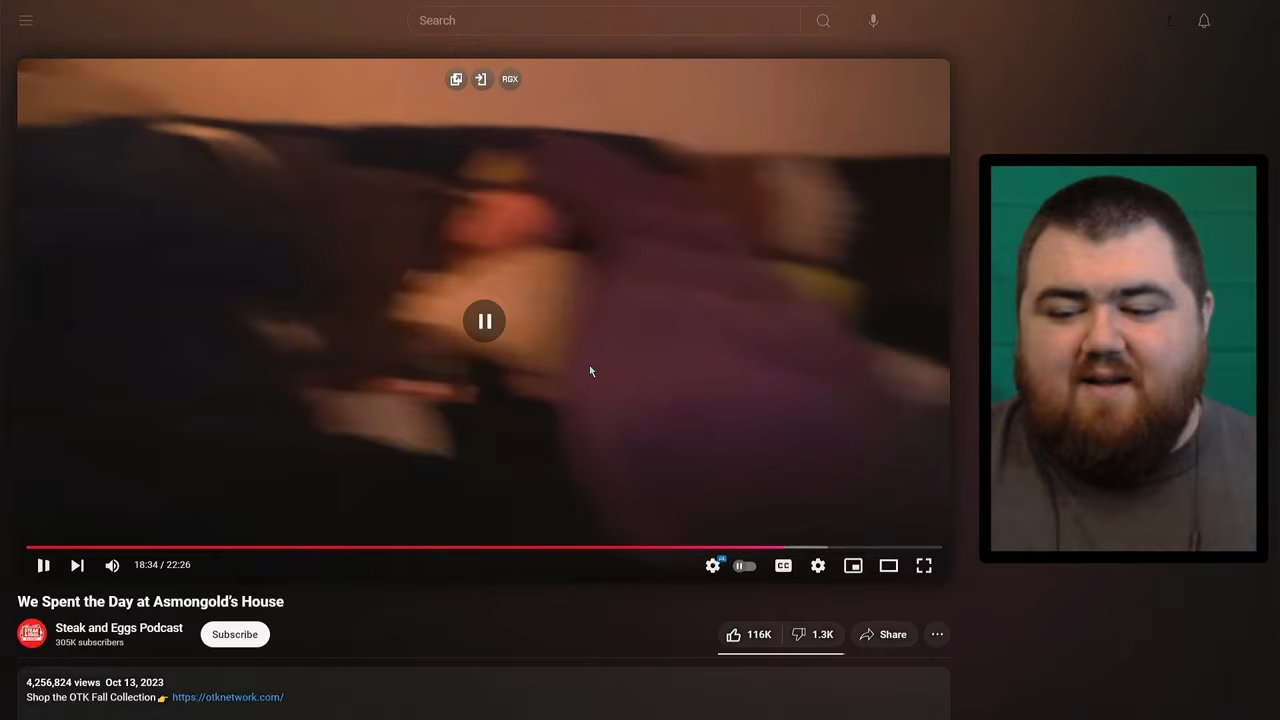 Search
RGX
18:34 / 22:26
CC
We Spent the Day at Asmongold's House
Steak and Eggs Podcast
305K subscribers
Subscribe
116K
1.3K
Share
4,256,824 views Oct 13, 2023
Shop the OTK Fall Collection👉 https://otknetwork.com/